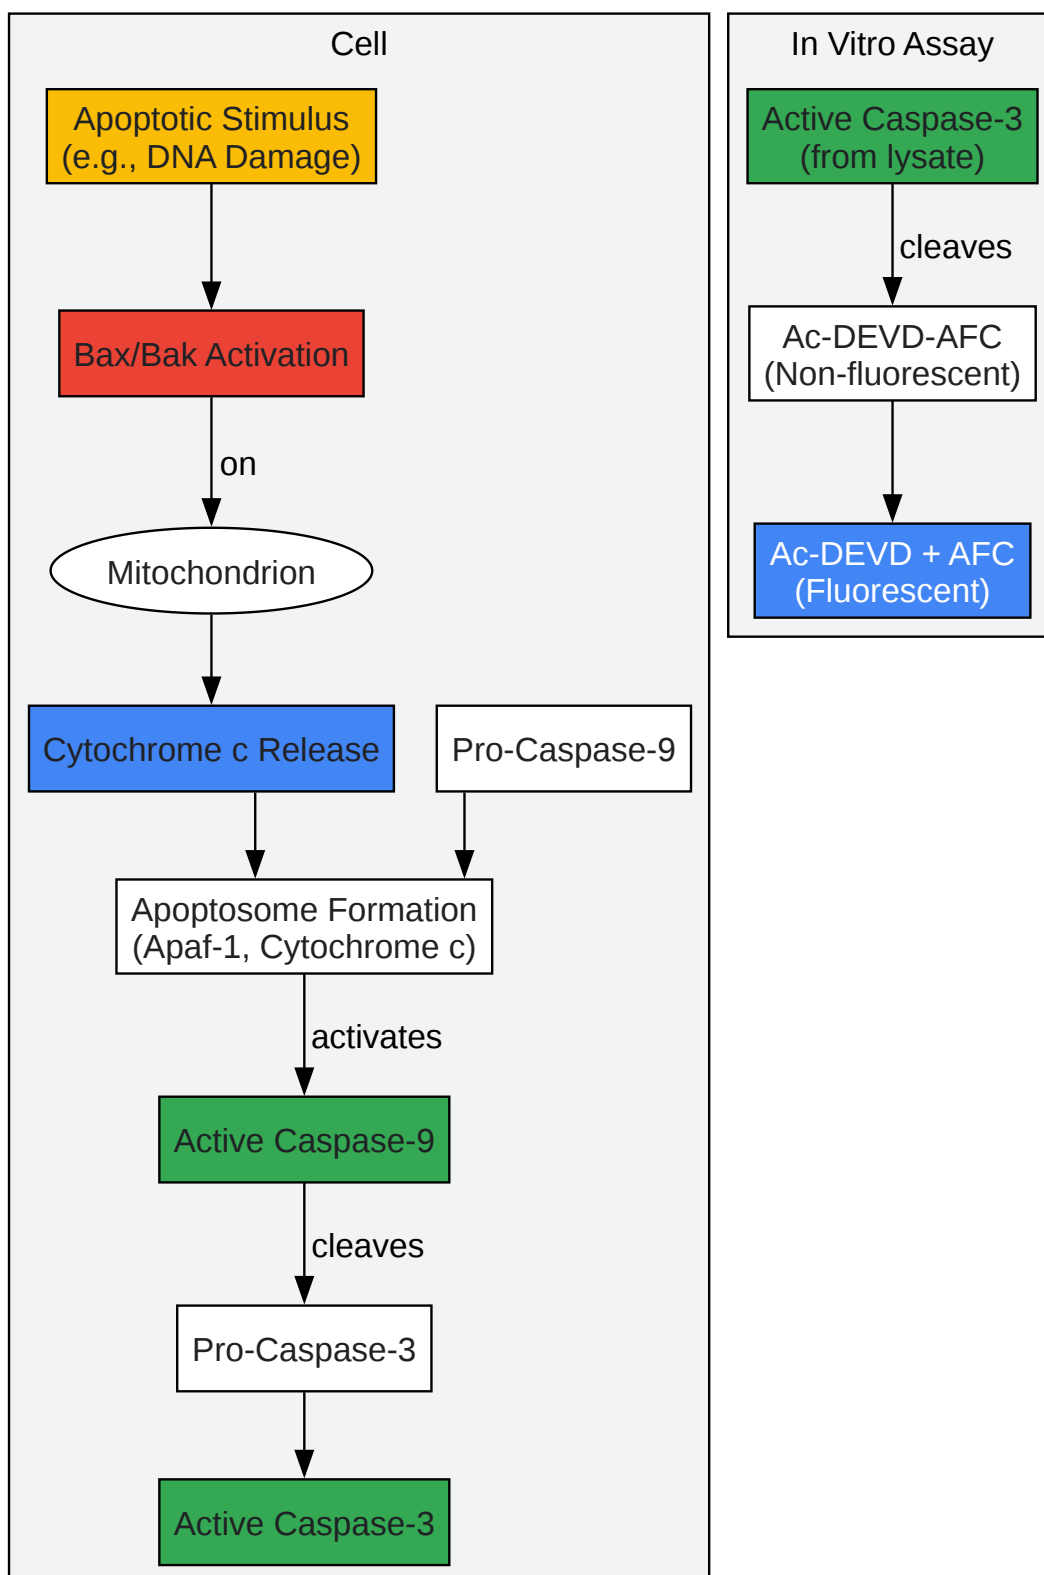 Cell
Apoptotic Stimulus
(e.g., DNA Damage)
Bax/Bak Activation
on
Mitochondrion
Cytochrome c Release
Pro-Caspase-9
Apoptosome Formation
(Apaf-1, Cytochrome c)
activates
Active Caspase-9
cleaves
Pro-Caspase-3
Active Caspase-3
In Vitro Assay
Active Caspase-3
(from lysate)
cleaves
Ac-DEVD-AFC
(Non-fluorescent)
Ac-DEVD + AFC
(Fluorescent)